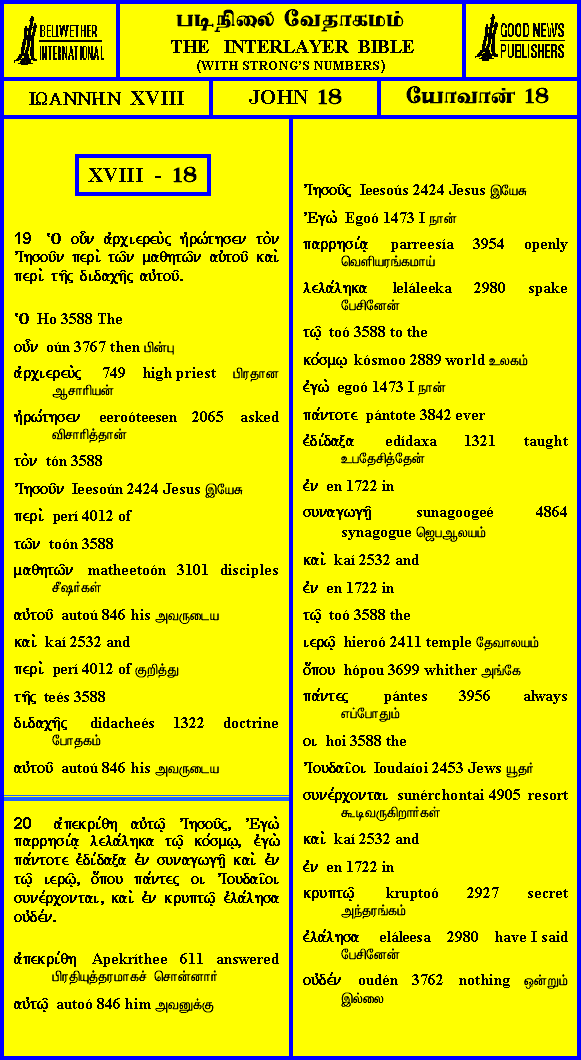 BELLWETHER
INTERNATIONAL
படிநிலை வேதாகமம்
THE INTERLAYER BIBLE
(WITH STRONG'S NUMBERS)
GOOD NEWS
PUBLISHERS
ΙΩΑΝΝΗΝ XVIII
JOHN 18
யோவான் 18
XVIII - 18
19 Ὁ οὖν ἀρχιερεὺς ἠρώτησεν τὸν
Ἰησοῦν περὶ τῶν μαθητῶν αὐτοῦ καὶ
περὶ τῆς διδαχῆς αὐτοῦ.
Ὁ Ho 3588 The
οὖν oún 3767 then பின்பு
ἀρχιερεὺς 749 high priest பிரதான
ஆசாரியன்
ἠρώτησεν eeroóteesen 2065 asked
விசாரித்தான்
τὸν tón 3588
Ἰησοῦν Ieesoún 2424 Jesus இயேசு
περὶ perí 4012 of
τῶν toón 3588
μαθητῶν matheetoón 3101 disciples
சீஷர்கள்
αὐτοῦ autoú 846 his அவருடைய
καὶ kaí 2532 and
περὶ perí 4012 of குறித்து
τῆς teés 3588
διδαχῆς didacheés 1322 doctrine
போதகம்
αὐτοῦ autoú 846 his அவருடைய
20 ἀπεκρίθη αὐτῷ Ἰησοῦς, Ἐγὼ
παρρησίᾳ λελάληκα τῷ κόσμῳ, ἐγὼ
πάντοτε ἐδίδαξα ἐν συναγωγῇ καὶ ἐν
τῷ ιερῷ, ὅπου πάντες οι Ἰουδαῖοι
συνέρχονται, καὶ ἐν κρυπτῷ ἐλάλησα
οὐδέν.
ἀπεκρίθη Apekríthee 611 answered
பிரதியுத்தரமாகச் சொன்னார்
αὐτῷ autoó 846 him அவனுக்கு
Ἰησοῦς Ieesoús 2424 Jesus இயேசு
Ἐγὼ Egoó 1473 I நான்
παρρησίᾳ parreesía 3954 openly
வெளியரங்கமாய்
λελάληκα leláleeka 2980 spake
பேசினேன்
τῷ toó 3588 to the
κόσμῳ kósmoo 2889 world உலகம்
ἐγὼ egoó 1473 I நான்
πάντοτε pántote 3842 ever
ἐδίδαξα edídaxa 1321 taught
உபதேசித்தேன்
ἐν en 1722 in
συναγωγῇ sunagoogeé 4864
synagogue ஜெபஆலயம்
καὶ kaí 2532 and
ἐν en 1722 in
τῷ toó 3588 the
ιερῷ hieroó 2411 temple தேவாலயம்
ὅπου hópou 3699 whither அங்கே
πάντες pántes 3956 always
எப்போதும்
οι hoi 3588 the
Ἰουδαῖοι Ioudaíoi 2453 Jews யூதர்
συνέρχονται sunérchontai 4905 resort
கூடிவருகிறார்கள்
καὶ kaí 2532 and
ἐν en 1722 in
κρυπτῷ kruptoó 2927 secret
அந்தரங்கம்
ἐλάλησα eláleesa 2980 have I said
பேசினேன்
οὐδέν oudén 3762 nothing ஒன்றும்
இல்லை